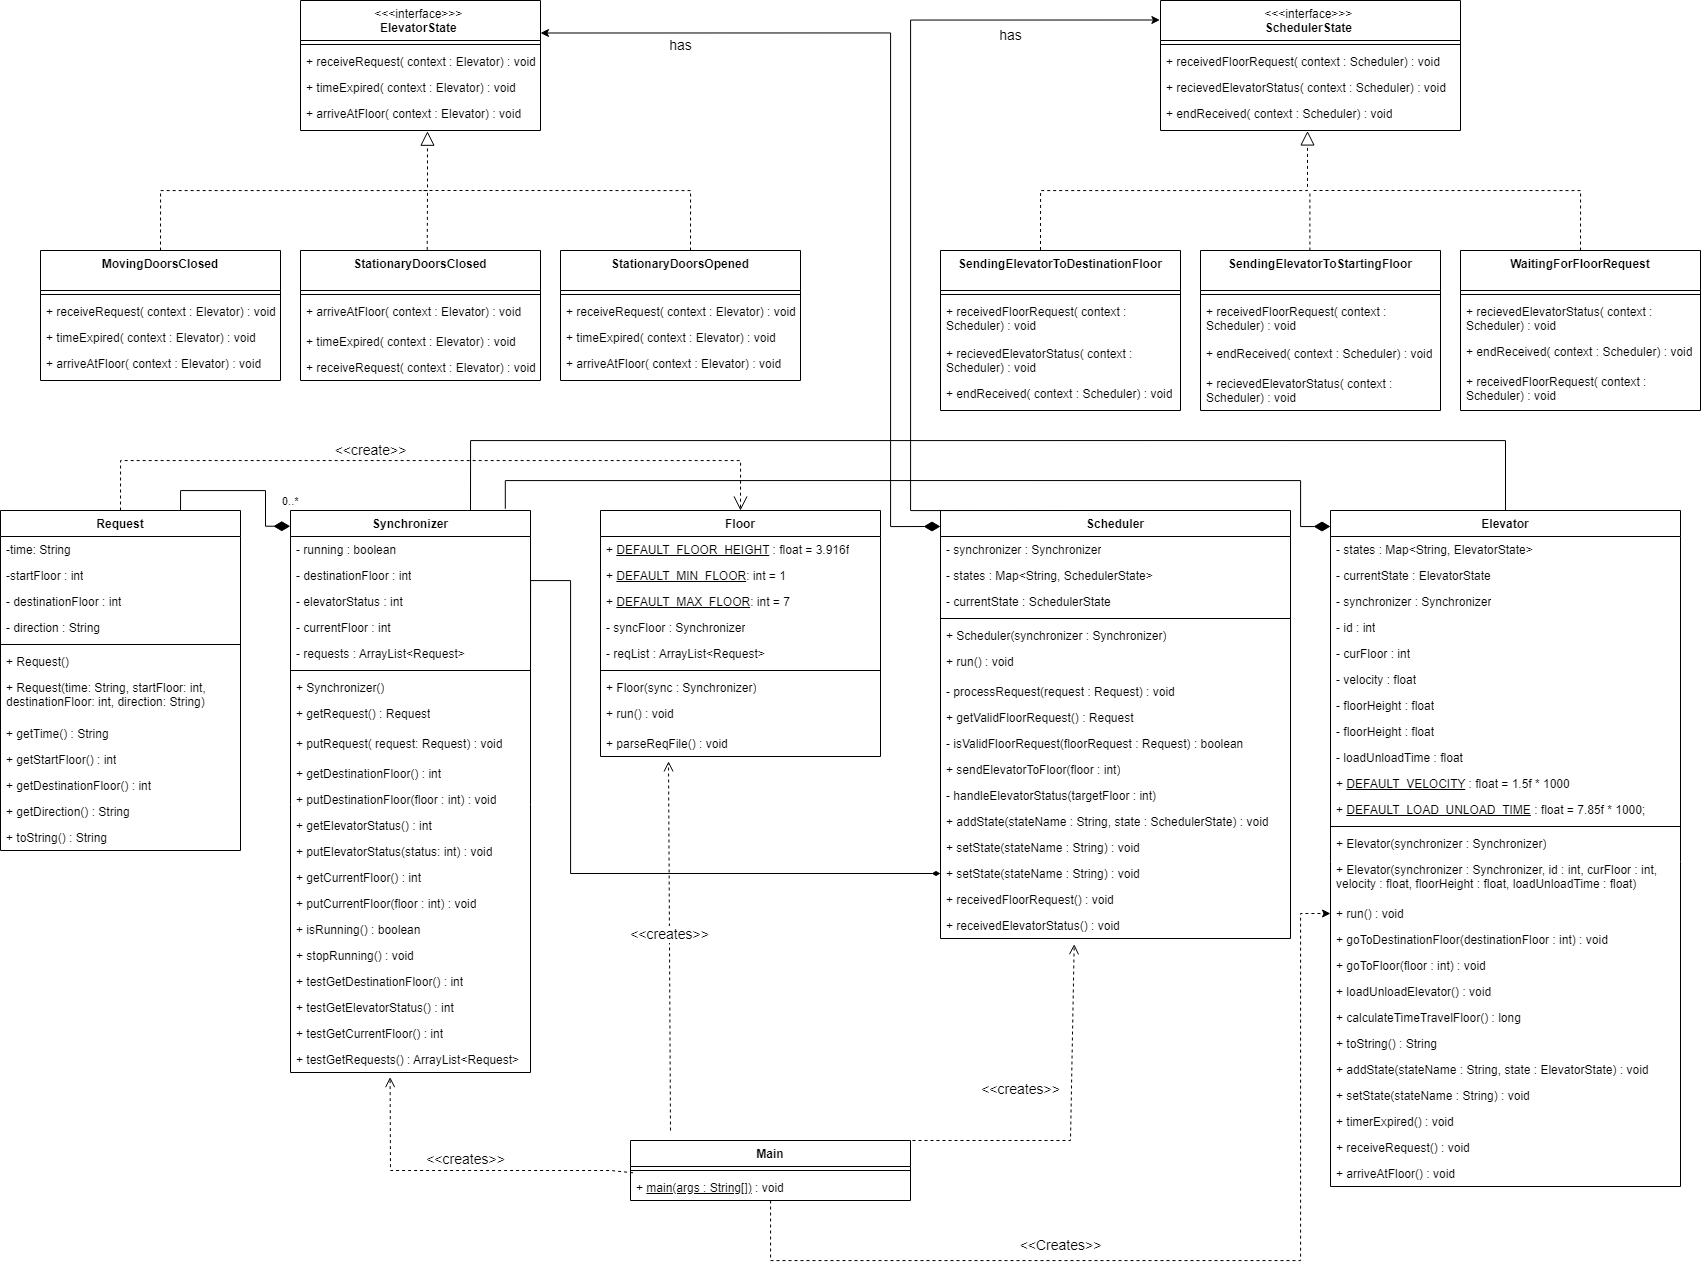 <<<interface>>>
ElevatorState
+ receiveRequest( context : Elevator) : void
+ timeExpired( context : Elevator) : void
+ arriveAtFloor( context : Elevator) : void
has
has
<<<interface>>>
SchedulerState
+ receivedFloorRequest( context : Scheduler) : void
+ recievedElevatorStatus( context : Scheduler) : void
+ endReceived( context : Scheduler) : void
MovingDoorsClosed
+ receiveRequest( context : Elevator) : void
+ timeExpired( context : Elevator) : void
+ arriveAtFloor( context : Elevator) : void
StationaryDoorsClosed
+ arriveAtFloor( context : Elevator) : void
+ timeExpired( context : Elevator) : void
+ receiveRequest( context : Elevator) : void
StationaryDoorsOpened
+ receiveRequest( context : Elevator) : void
+ timeExpired( context : Elevator) : void
+ arriveAtFloor( context : Elevator) : void
SendingElevatorToDestinationFloor
+ receivedFloorRequest( context :
Scheduler) : void
+ recievedElevatorStatus( context :
Scheduler) : void
+ endReceived( context : Scheduler) : void
SendingElevatorToStartingFloor
+ receivedFloorRequest( context :
Scheduler) : void
+ endReceived( context : Scheduler) : void
+ recievedElevatorStatus( context :
Scheduler) : void
WaitingForFloorRequest
+ recievedElevatorStatus( context :
Scheduler) : void
+ endReceived( context : Scheduler) : void
+ receivedFloorRequest( context :
Scheduler) : void
<<create>>
0..*
Request
-time: String
-startFloor : int
- destinationFloor : int
- direction : String
+ Request()
+ Request(time: String, startFloor: int,
destinationFloor: int, direction: String)
+ getTime() : String
+ getStartFloor() : int
+ getDestinationFloor() : int
+ getDirection() : String
+ toString() : String
Synchronizer
- running : boolean
- destinationFloor : int
- elevatorStatus : int
- currentFloor : int
- requests : ArrayList<Request>
+ Synchronizer()
+ getRequest() : Request
+ putRequest( request: Request) : void
+ getDestinationFloor() : int
+ putDestinationFloor(floor : int) : void
+ getElevatorStatus() : int
+ putElevatorStatus(status: int) : void
+ getCurrentFloor() : int
+ putCurrentFloor(floor : int) : void
+ isRunning() : boolean
+ stopRunning() : void
+ testGetDestinationFloor() : int
+ testGetElevatorStatus() : int
+ testGetCurrentFloor() : int
+ testGetRequests() : ArrayList<Request>
Floor
+ DEFAULT_FLOOR_HEIGHT : float = 3.916f
+ DEFAULT_MIN_FLOOR: int = 1
+ DEFAULT_MAX_FLOOR: int = 7
- syncFloor : Synchronizer
- reqList : ArrayList<Request>
+ Floor(sync : Synchronizer)
+ run() : void
+ parseReqFile() : void
Scheduler
- synchronizer : Synchronizer
- states : Map<String, SchedulerState>
- currentState : SchedulerState
+ Scheduler(synchronizer : Synchronizer)
+ run() : void
- processRequest(request : Request) : void
+ getValidFloorRequest() : Request
- isValidFloorRequest(floorRequest : Request) : boolean
+ sendElevatorToFloor(floor : int)
- handleElevatorStatus(targetFloor : int)
+ addState(stateName : String, state : SchedulerState) : void
+ setState(stateName : String) : void
+ setState(stateName : String) : void
+ receivedFloorRequest() : void
+ receivedElevatorStatus() : void
Elevator
- states : Map<String, ElevatorState>
- currentState : ElevatorState
- synchronizer : Synchronizer
- id : int
- curFloor : int
- velocity : float
- floorHeight : float
- floorHeight : float
- loadUnloadTime : float
+ DEFAULT_VELOCITY : float = 1.5f * 1000
+ DEFAULT_LOAD_UNLOAD_TIME : float = 7.85f * 1000;
+ Elevator(synchronizer : Synchronizer)
+ Elevator(synchronizer : Synchronizer, id : int, curFloor : int,
velocity : float, floorHeight : float, loadUnloadTime : float)
+ run() : void
+ goToDestinationFloor(destinationFloor : int) : void
+ goToFloor(floor : int) : void
+ loadUnloadElevator() : void
+ calculateTimeTravelFloor() : long
+ toString() : String
+ addState(stateName : String, state : ElevatorState) : void
+ setState(stateName : String) : void
+ timerExpired() : void
+ receiveRequest() : void
+ arriveAtFloor() : void
<<creates>>
<<creates>>
<<creates>>
Main
+ main(args : String[]) : void
<<Creates>>